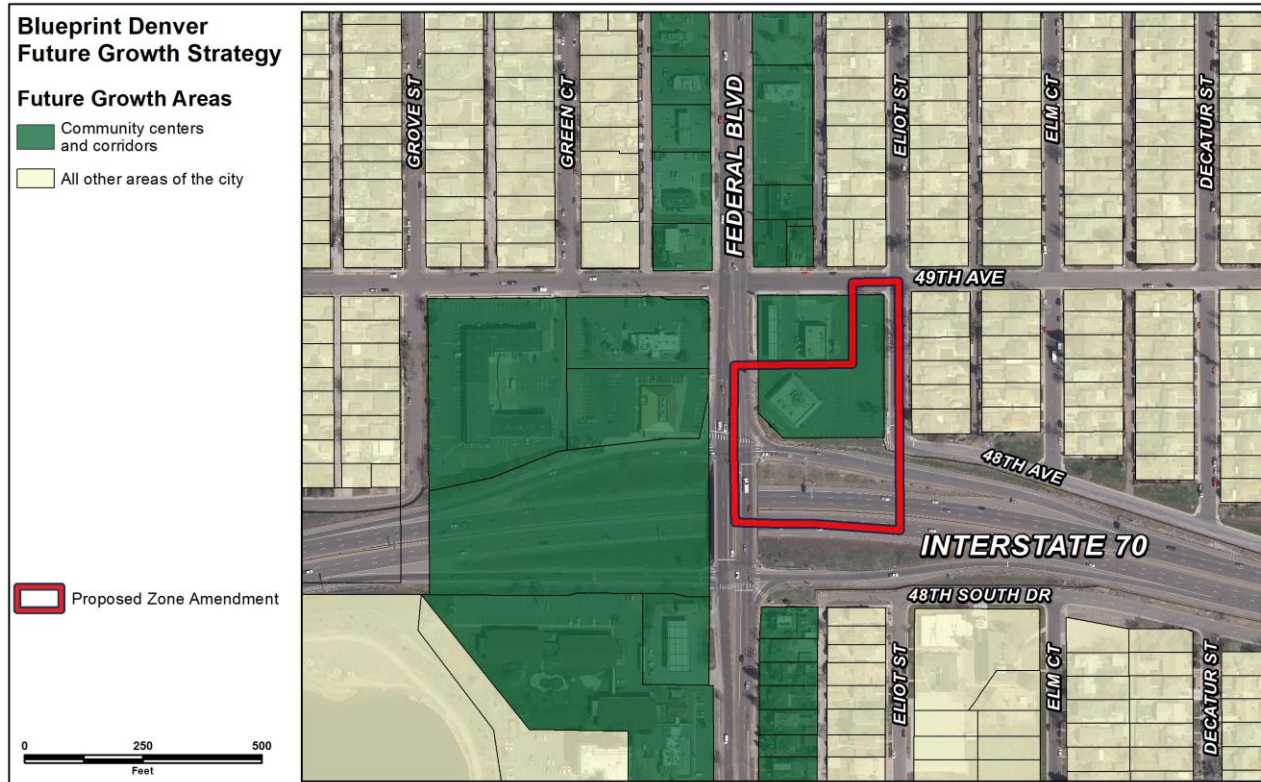 Blueprint Denver
Future Growth Strategy
Future Growth Areas
Community centers
and corridors
All other areas of the city
Proposed Zone Amendment
0 250 500
Feet
GROVE ST
GREEN CT
FEDERAL BLVD
ELIOT ST
ELM CT
DECATUR ST
49TH AVE
48TH AVE
INTERSTATE 70
48TH SOUTH DR
ELIOT ST
ELM CT
DECATUR ST